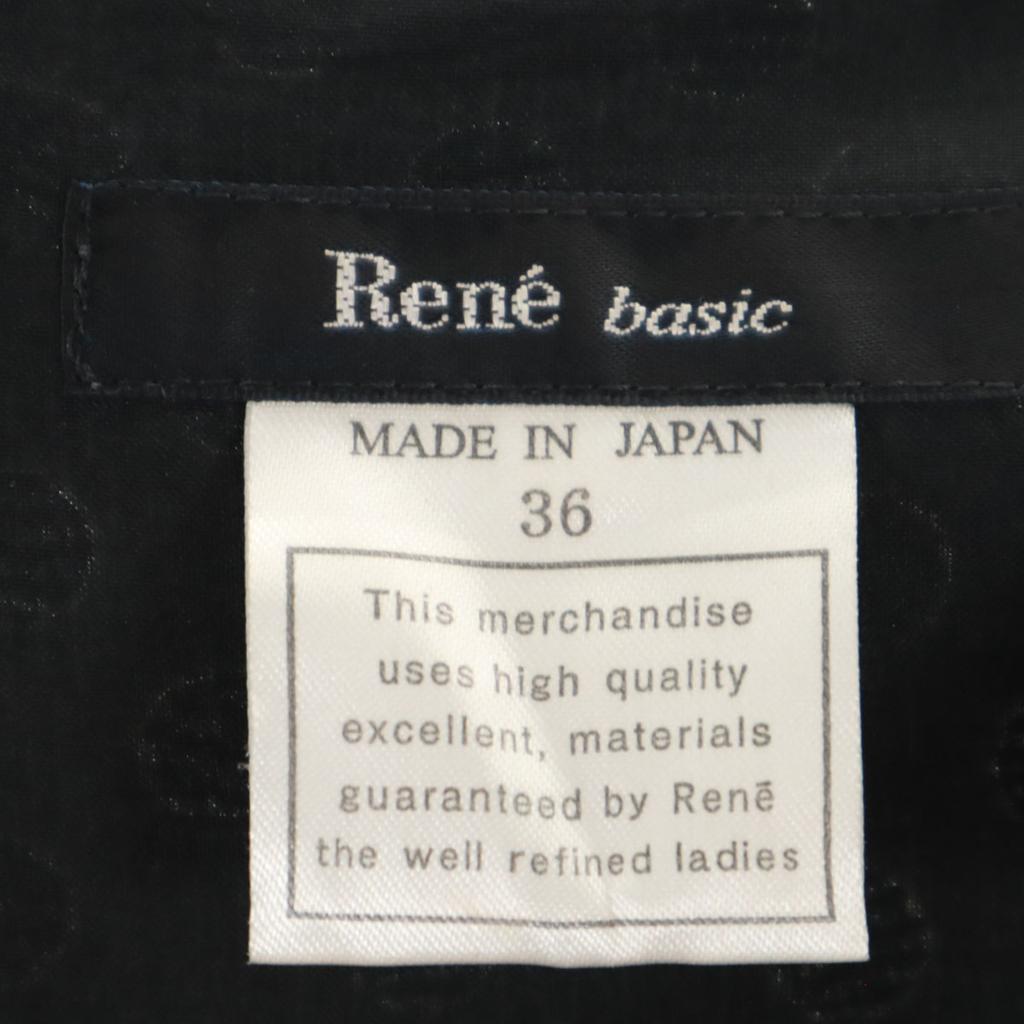 René basic
MADE IN JAPAN
36
This merchandise
uses high quality
excellent, materials
guaranteed by Renē
the well refined ladies